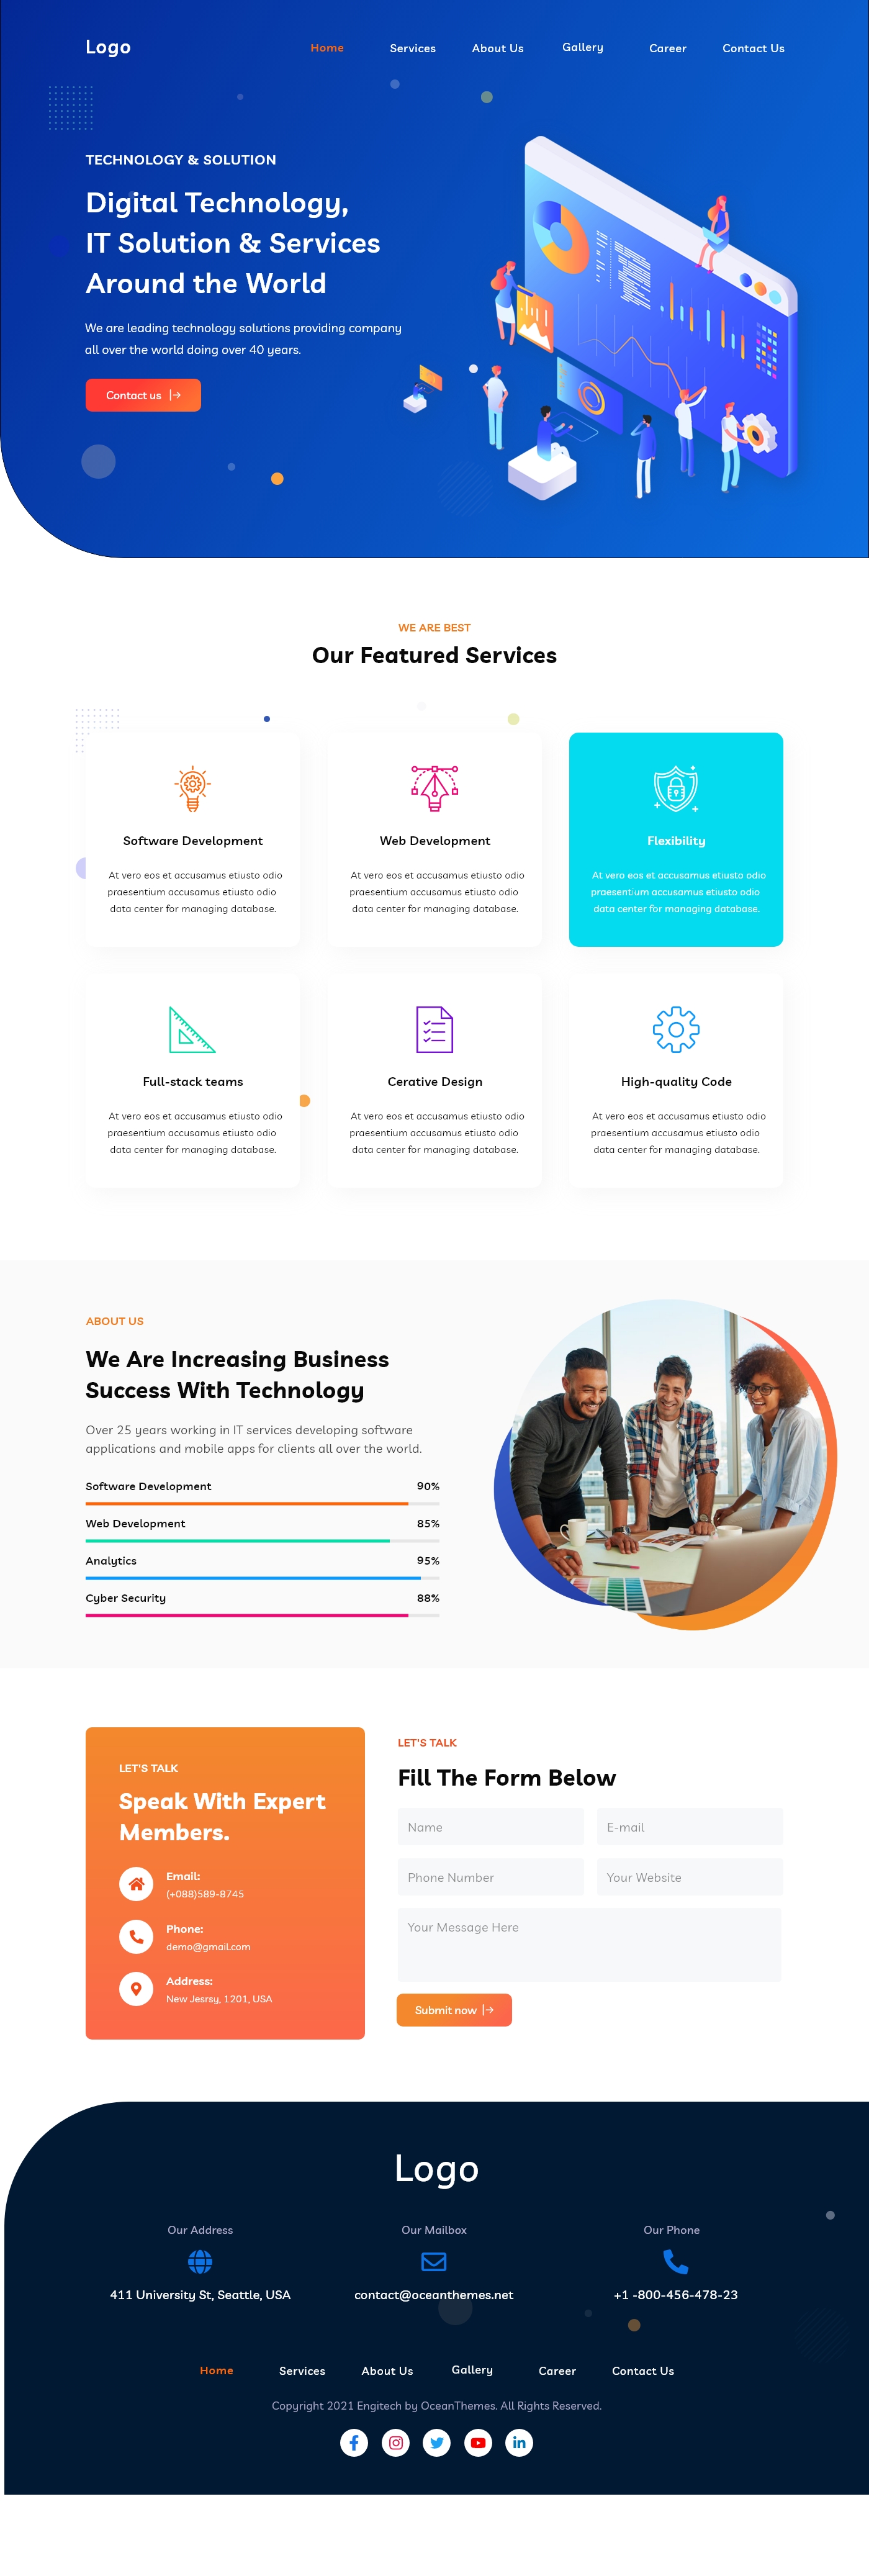 Logo
Home
Services
About Us
Gallery
Career
Contact Us
TECHNOLOGY & SOLUTION
Digital Technology,
IT Solution & Services
Around the World
We are leading technology solutions providing company
all over the world doing over 40 years.
Contact us
WE ARE BEST
Our Featured Services
Software Development
At vero eos et accusamus etiusto odio
praesentium accusamus etiusto odio
data center for managing database.
Web Development
At vero eos et accusamus etiusto odio
praesentium accusamus etiusto odio
data center for managing database.
Flexibility
At vero eos et accusamus etiusto odio
praesentium accusamus etiusto odio
data center for managing database.
Full-stack teams
At vero eos et accusamus etiusto odio
praesentium accusamus etiusto odio
data center for managing database.
Cerative Design
At vero eos et accusamus etiusto odio
praesentium accusamus etiusto odio
data center for managing database.
High-quality Code
At vero eos et accusamus etiusto odio
praesentium accusamus etiusto odio
data center for managing database.
ABOUT US
We Are Increasing Business
Success With Technology
Over 25 years working in IT services developing software
applications and mobile apps for clients all over the world.
Software Development 90%
Web Development 85%
Analytics 95%
Cyber Security 88%
LET'S TALK
Speak With Expert
Members.
Email:
(+088)589-8745
Phone:
demo@gmail.com
Address:
New Jesrsy, 1201, USA
LET'S TALK
Fill The Form Below
Name
E-mail
Phone Number
Your Website
Your Message Here
Submit now
Logo
Our Address
411 University St, Seattle, USA
Our Mailbox
contact@oceanthemes.net
Our Phone
+1 -800-456-478-23
Home
Services
About Us
Gallery
Career
Contact Us
Copyright 2021 Engitech by OceanThemes. All Rights Reserved.